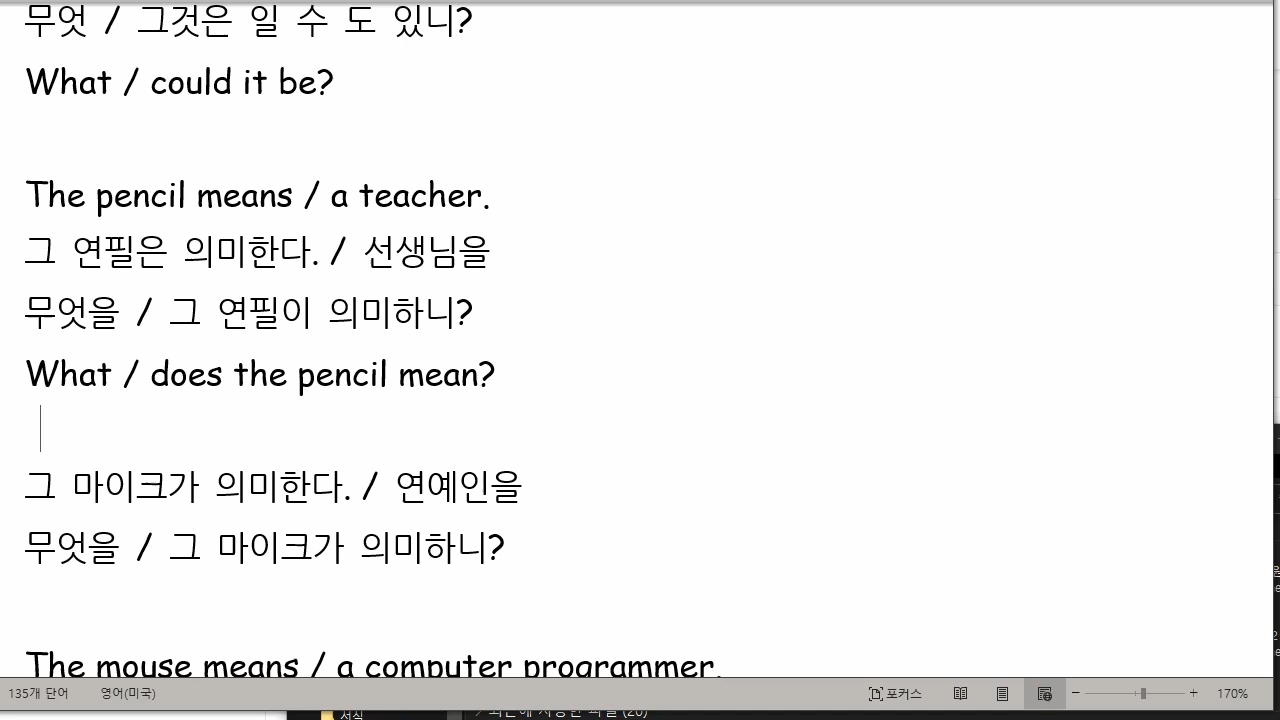 무엇 / 그것은 일 수 도 있니?
What / could it be?
The pencil means / a teacher.
그 연필은 의미한다. / 선생님을
무엇을 / 그 연필이 의미하니?
What / does the pencil mean?
그 마이크가 의미한다. / 연예인을
무엇을 / 그 마이크가 의미하니?
The mouse means / a computer programmer.
135개 단어 영어(미국) 포커스 170%
서식